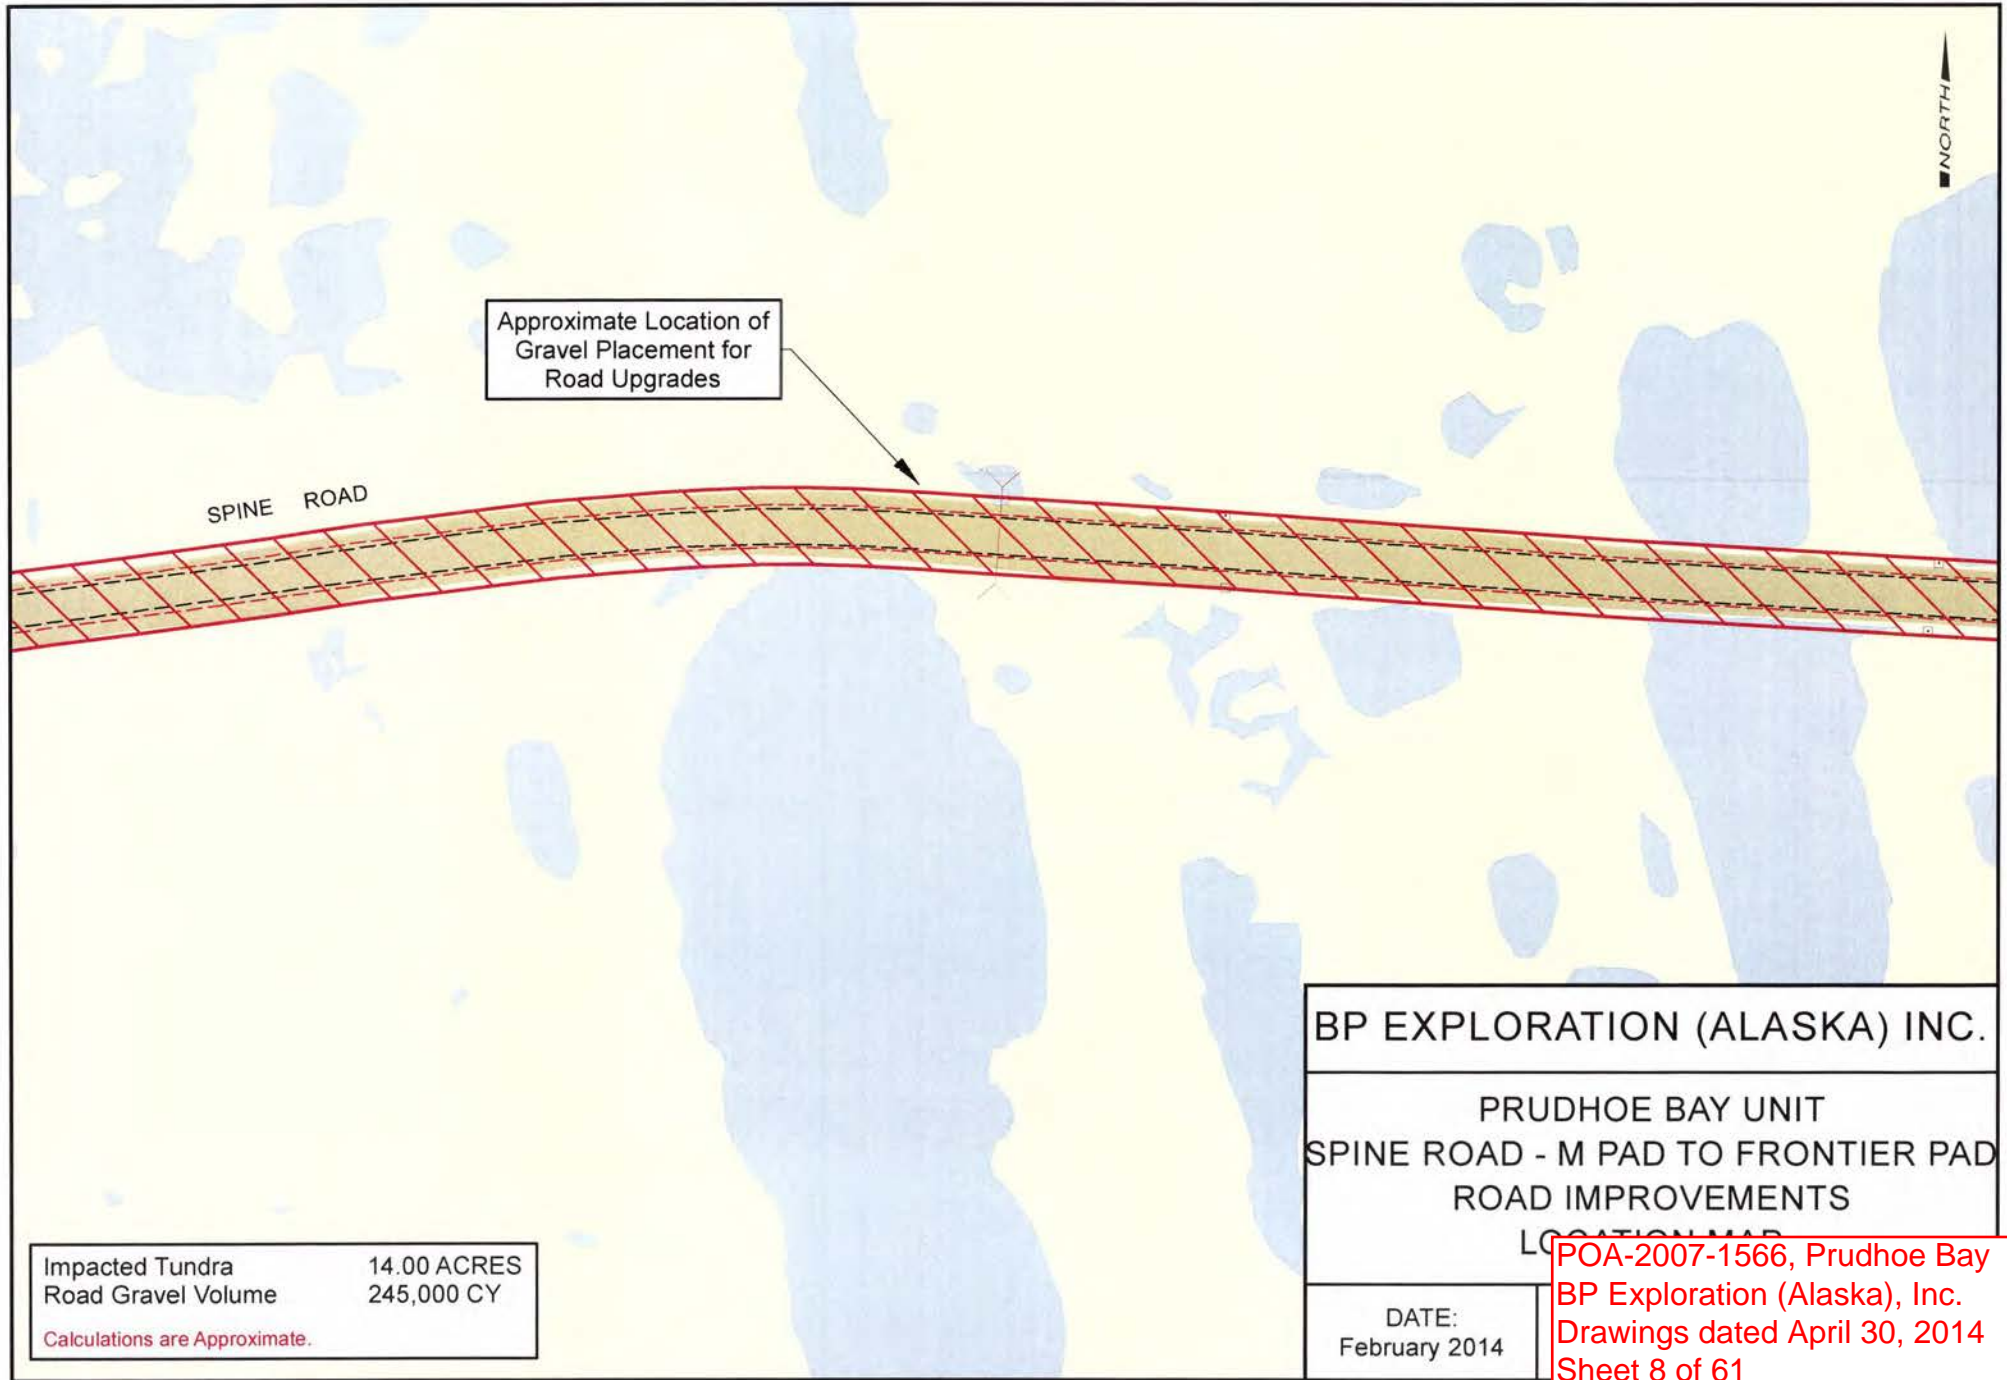 NORTH
Approximate Location of
Gravel Placement for
Road Upgrades
SPINE ROAD
BP EXPLORATION (ALASKA) INC.
PRUDHOE BAY UNIT
SPINE ROAD - M PAD TO FRONTIER PAD
ROAD IMPROVEMENTS
LOCATION MAP
Impacted Tundra 14.00 ACRES
Road Gravel Volume 245,000 CY
Calculations are Approximate.
DATE:
February 2014
POA-2007-1566, Prudhoe Bay
BP Exploration (Alaska), Inc.
Drawings dated April 30, 2014
Sheet 8 of 61